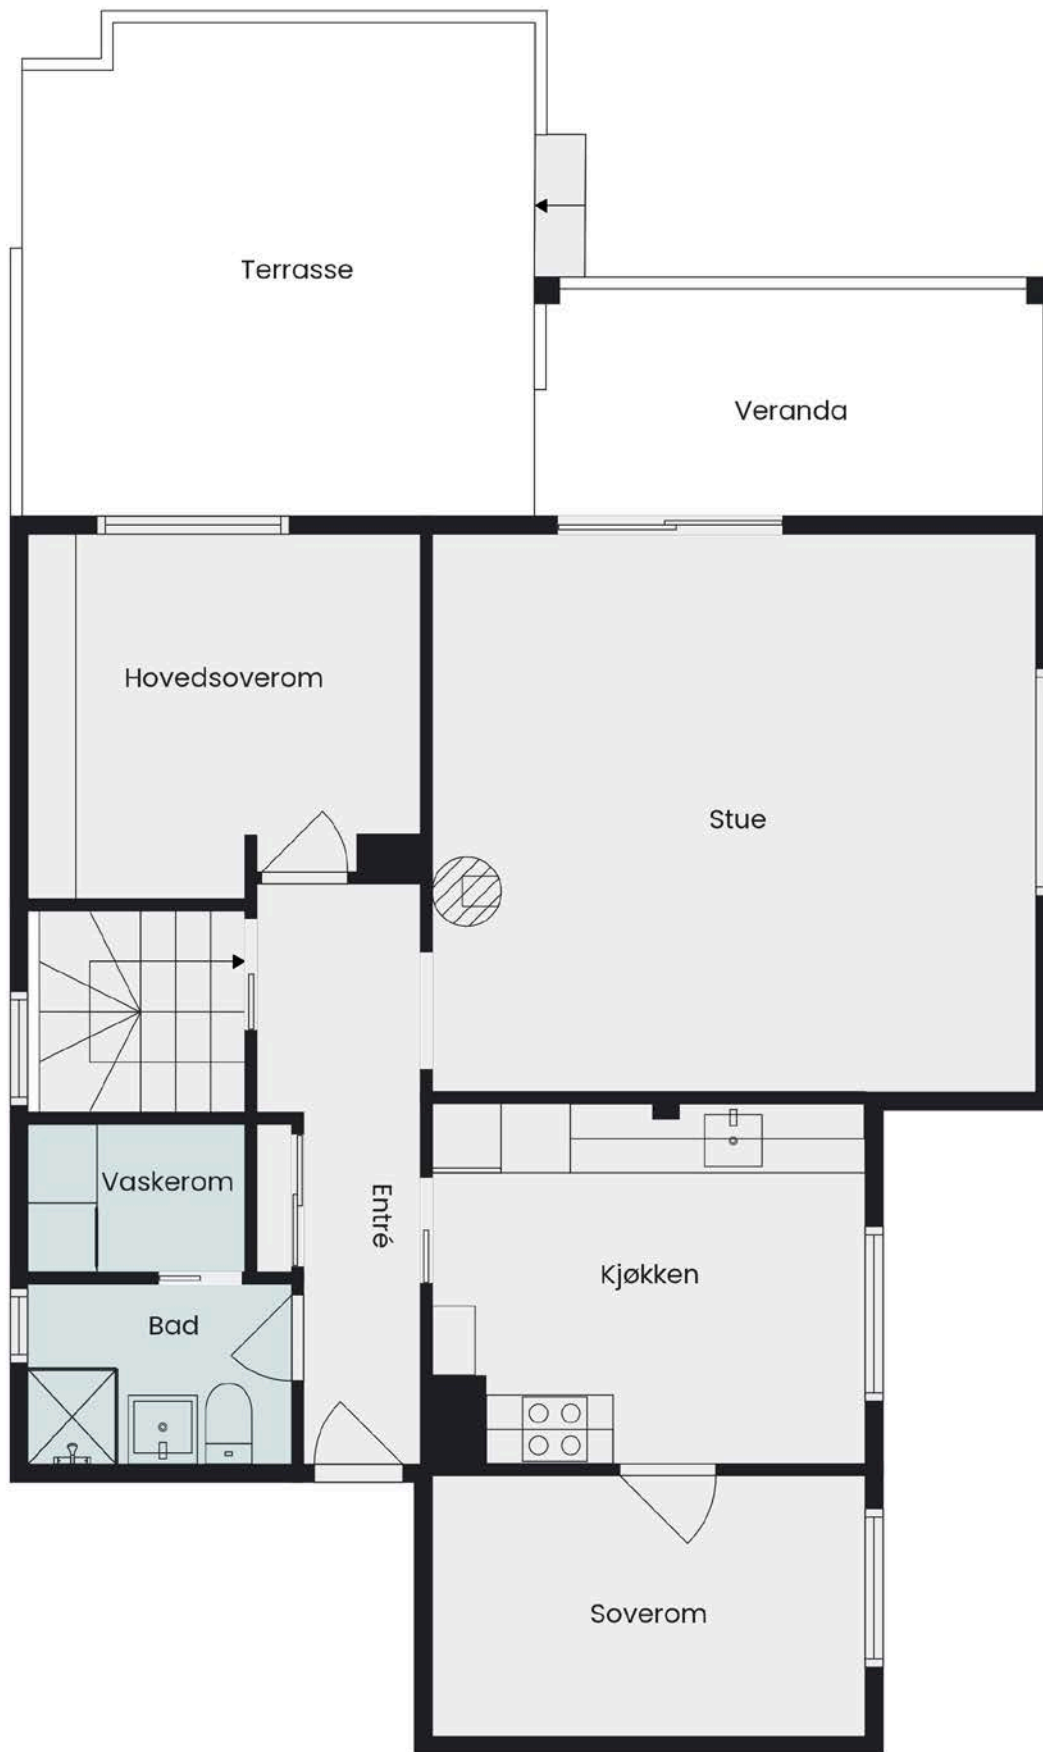 Terrasse
Veranda
Hovedsoverom
Stue
Vaskerom
Entré
Kjøkken
Bad
Soverom